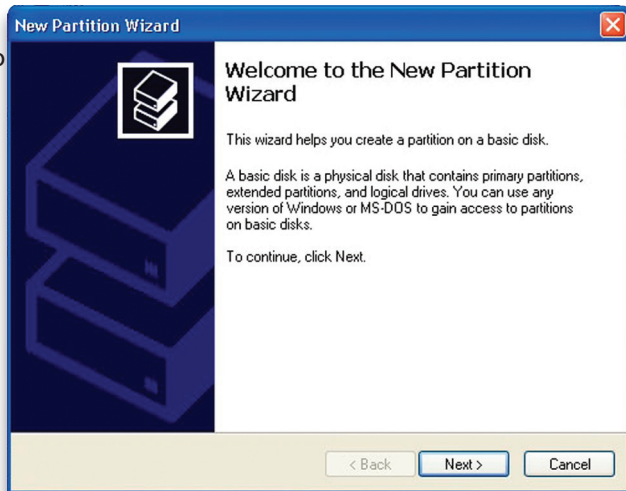 New Partition Wizard
Welcome to the New Partition
Wizard
This wizard helps you create a partition on a basic disk.
A basic disk is a physical disk that contains primary partitions,
extended partitions, and logical drives. You can use any
version of Windows or MS-DOS to gain access to partitions
on basic disks.
To continue, click Next.
< Back Next > Cancel